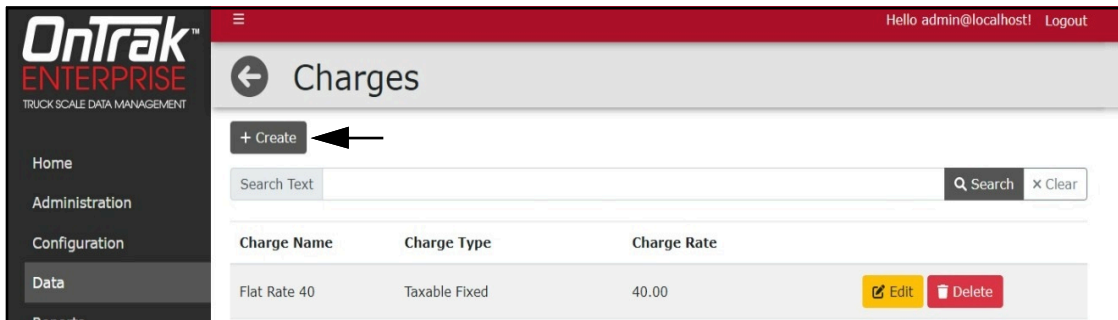 OnTrak™
ENTERPRISE
TRUCK SCALE DATA MANAGEMENT
Home
Administration
Configuration
Data
Reports
Hello admin@localhost! Logout
Charges
+ Create
Search Text Search × Clear
Charge Name Charge Type Charge Rate
Flat Rate 40 Taxable Fixed 40.00 Edit Delete